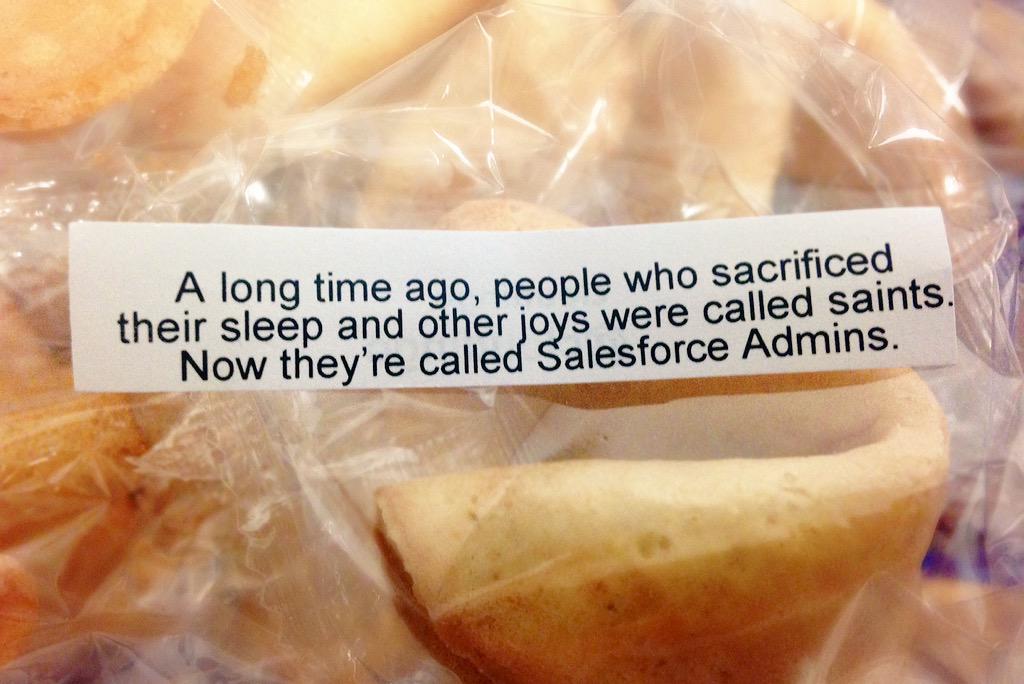 A long time ago, people who sacrificed
their sleep and other joys were called saints.
Now they're called Salesforce Admins.